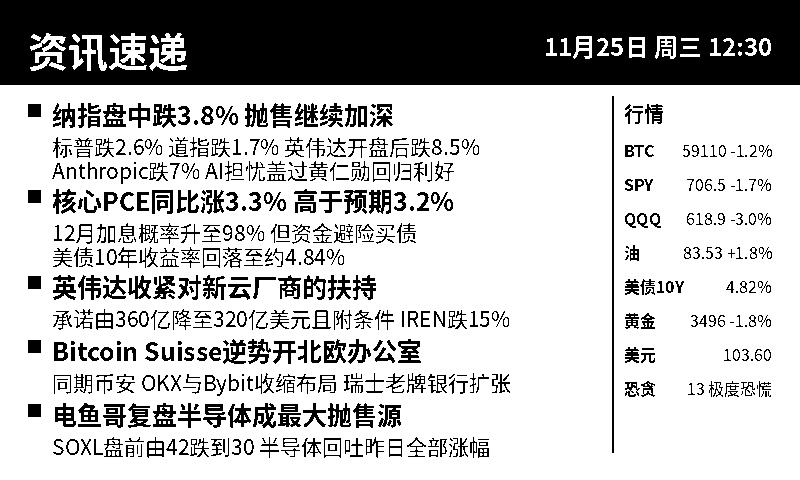 资讯速递
11月25日 周三 12:30
纳指盘中跌3.8% 抛售继续加深
标普跌2.6% 道指跌1.7% 英伟达开盘后跌8.5%
Anthropic跌7% AI担忧盖过黄仁勋回归利好
核心PCE同比涨3.3% 高于预期3.2%
12月加息概率升至98% 但资金避险买债
美债10年收益率回落至约4.84%
英伟达收紧对新云厂商的扶持
承诺由360亿降至320亿美元且附条件 IREN跌15%
Bitcoin Suisse逆势开北欧办公室
同期币安 OKX与Bybit收缩布局 瑞士老牌银行扩张
电鱼哥复盘半导体成最大抛售源
SOXL盘前由42跌到30 半导体回吐昨日全部涨幅
行情
BTC 59110 -1.2%
SPY 706.5 -1.7%
QQQ 618.9 -3.0%
油 83.53 +1.8%
美债10Y 4.82%
黄金 3496 -1.8%
美元 103.60
恐贪 13 极度恐慌